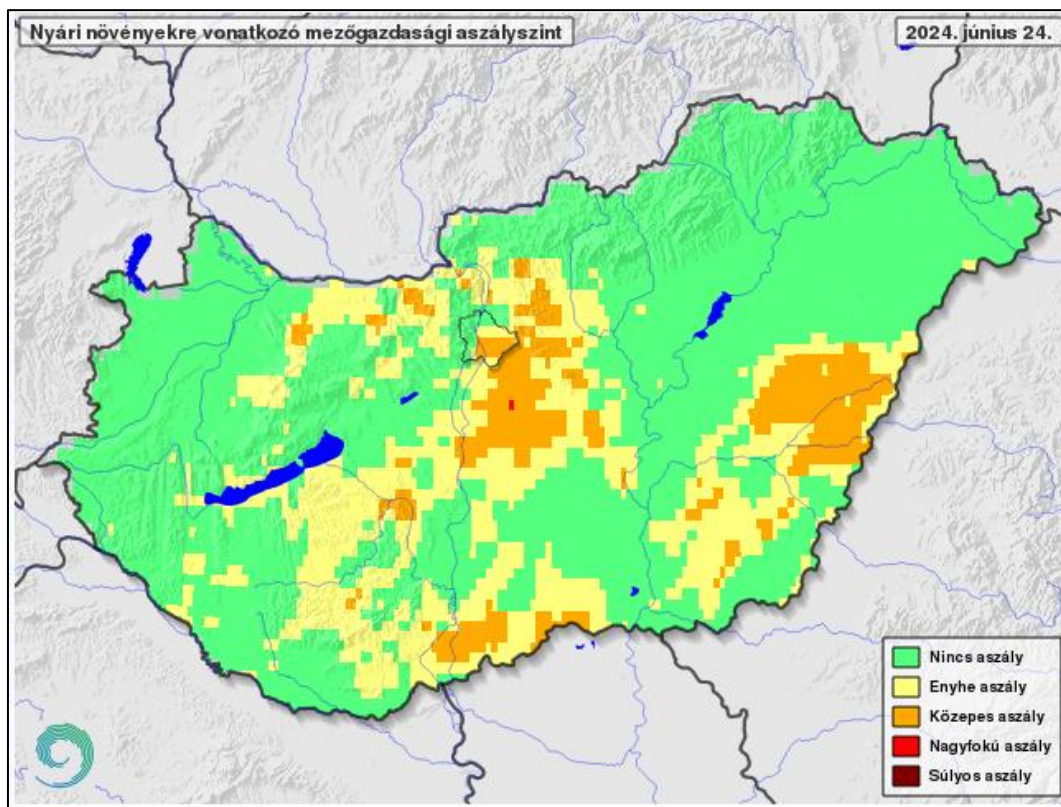 Nyári növényekre vonatkozó mezőgazdasági aszályszint
2024. június 24.
Nincs aszály
Enyhe aszály
Közepes aszály
Nagyfokú aszály
Súlyos aszály